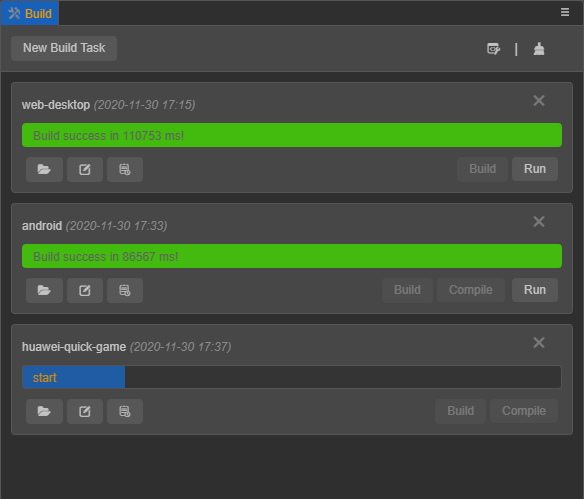 Build
New Build Task
web-desktop (2020-11-30 17:15)
Build success in 110753 ms!
Build Run
android (2020-11-30 17:33)
Build success in 86567 ms!
Build Compile Run
huawei-quick-game (2020-11-30 17:37)
start
Build Compile